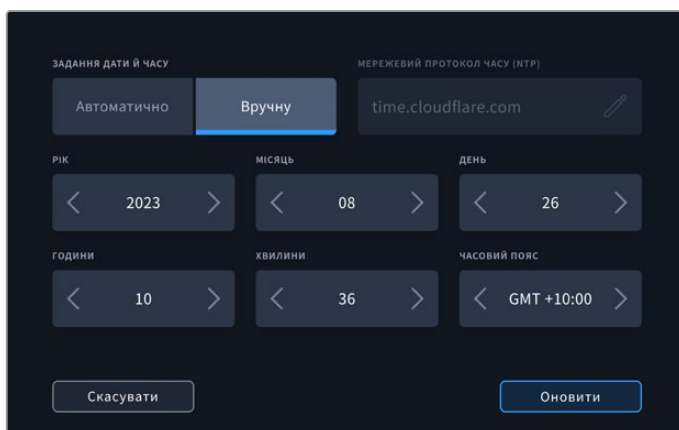 ЗАДАННЯ ДАТИ Й ЧАСУ
МЕРЕЖЕВИЙ ПРОТОКОЛ ЧАСУ (NTP)
Автоматично
Вручну
time.cloudflare.com
РІК
МІСЯЦЬ
ДЕНЬ
2023
08
26
ГОДИНИ
ХВИЛИНИ
ЧАСОВИЙ ПОЯС
10
36
GMT +10:00
Скасувати
Оновити